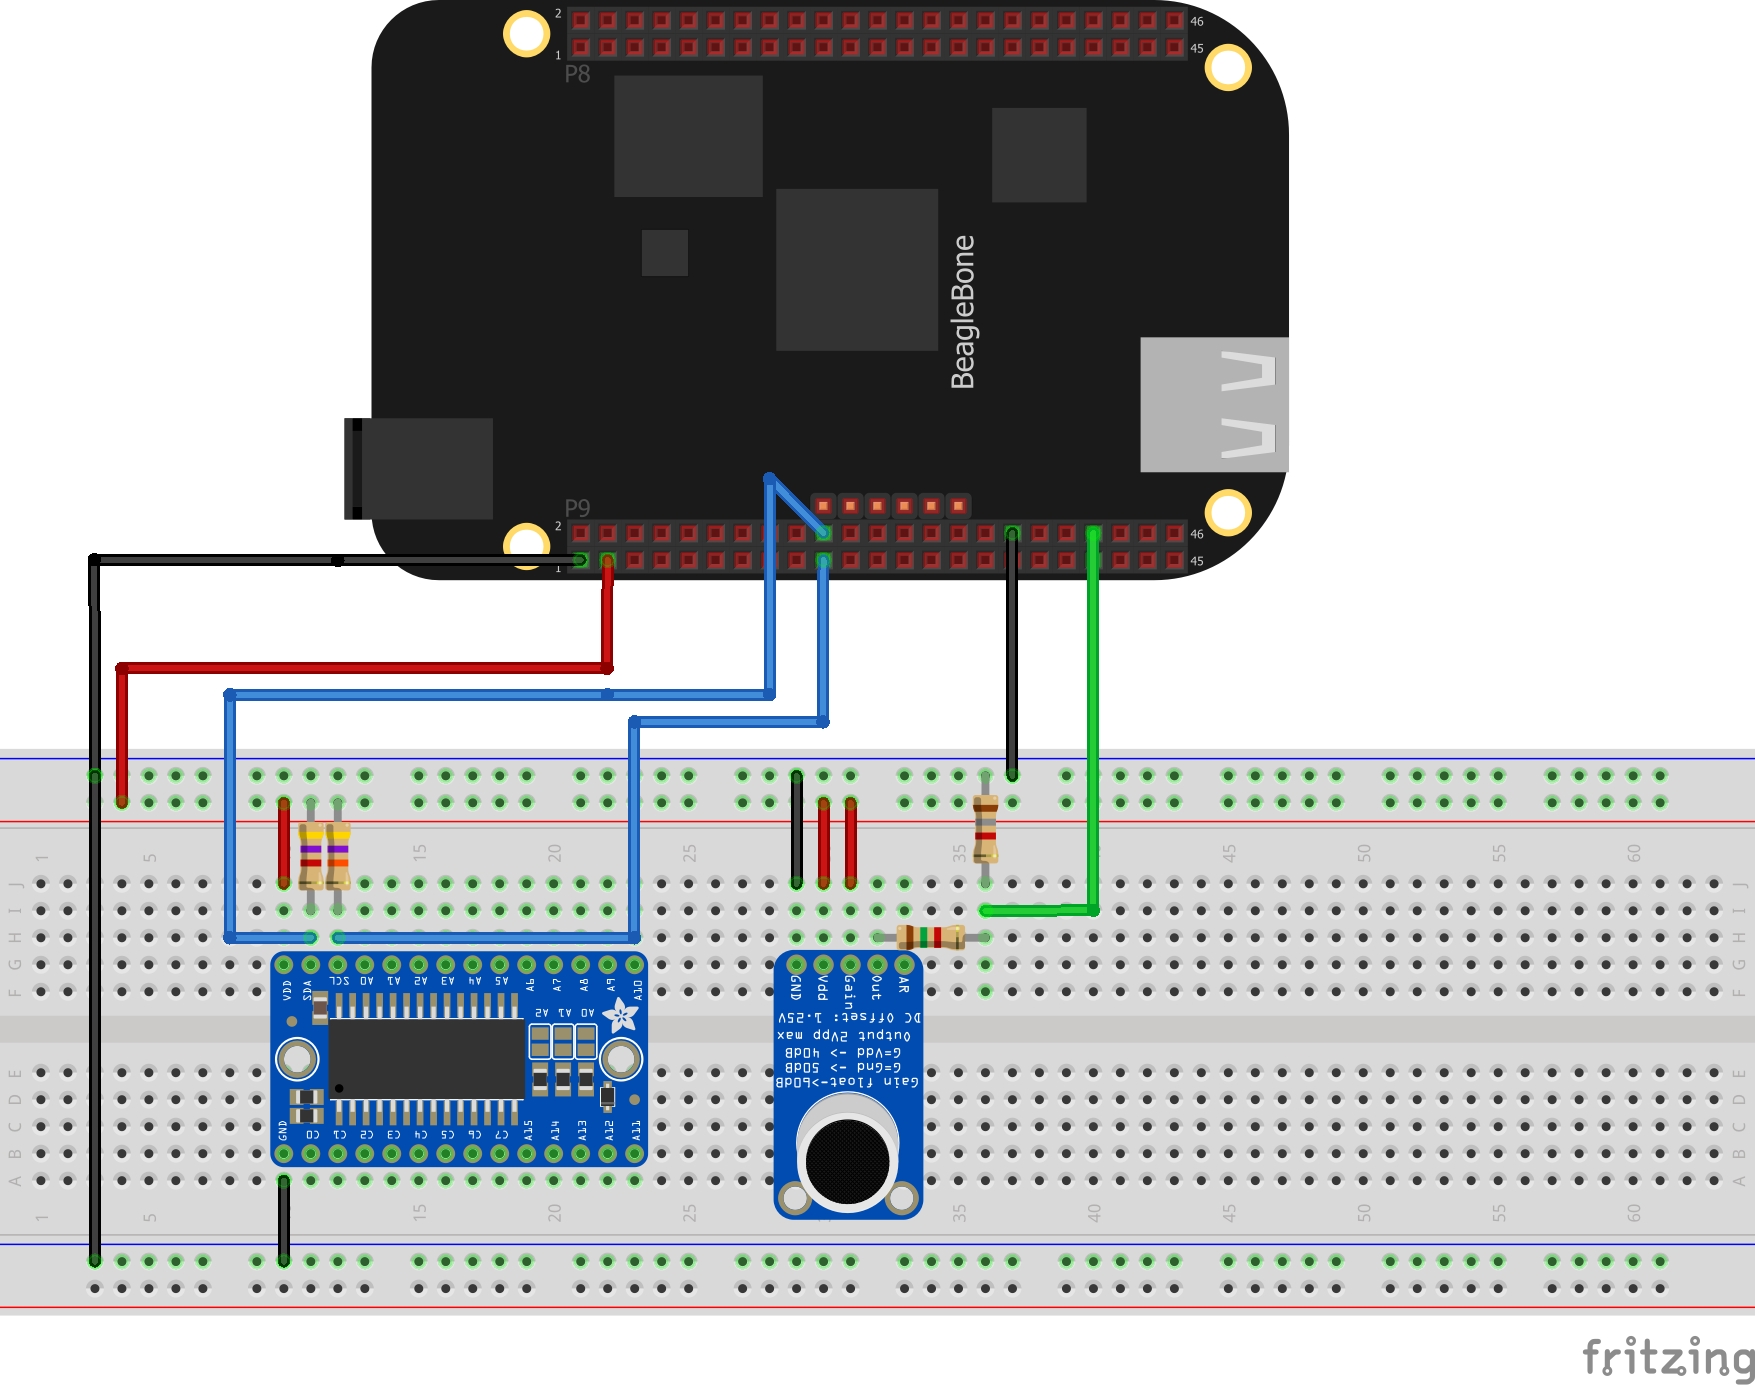 2
46
1
45
P8
BeagleBone
P9
2
46
1
45
1
5
15
20
25
35
45
50
55
60
J
J
I
I
H
H
G
G
F
F
VDD
SDA
SCL
A0
A1
A2
A3
A4
A5
A6
A7
A8
A9
A10
A2
A1
A0
GND
C0
C1
C2
C3
C4
C5
C6
C7
A15
A14
A13
A12
A11
GND
Vdd
Gain
Out
AR
DC Offset: 1.25V
Output 2Vpp max
G=Vdd -> 40dB
G=Gnd -> 50dB
Gain float->60dB
E
E
D
D
C
C
B
B
A
A
1
5
15
20
25
35
40
45
50
55
60
fritzing